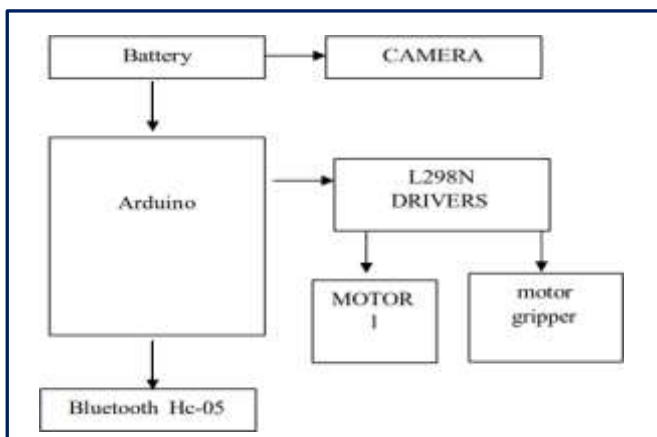 Battery
CAMERA
Arduino
L298N
DRIVERS
MOTOR
1
motor
gripper
Bluetooth Hc-05